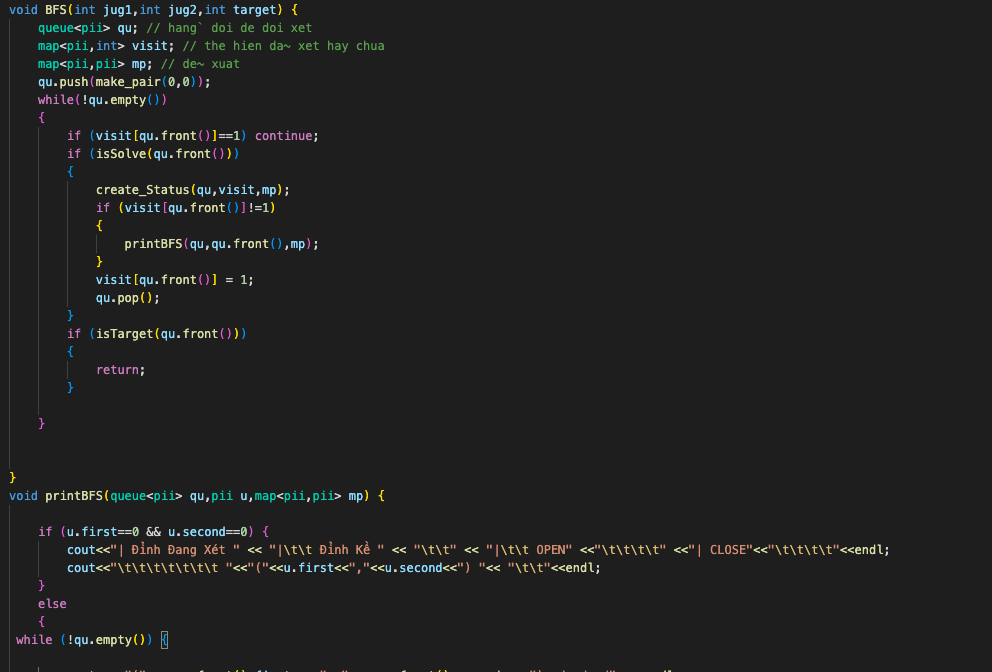 void BFS(int jug1,int jug2,int target) {
queue<pii> qu; // hang` doi de doi xet
map<pii,int> visit; // the hien da~ xet hay chua
map<pii,pii> mp; // de~ xuat
qu.push(make_pair(0,0));
while(!qu.empty())
{
if (visit[qu.front()]==1) continue;
if (isSolve(qu.front()))
{
create_Status(qu,visit,mp);
if (visit[qu.front()]!=1)
{
printBFS(qu,qu.front(),mp);
}
visit[qu.front()] = 1;
qu.pop();
}
if (isTarget(qu.front()))
{
return;
}
}
}
void printBFS(queue<pii> qu,pii u,map<pii,pii> mp) {
if (u.first==0 && u.second==0) {
cout<<"| Đỉnh Đang Xét " << "|\t\t Đỉnh Kề " << "\t\t" << "|\t\t OPEN" <<"\t\t\t\t" <<"| CLOSE"<<"\t\t\t\t"<<endl;
cout<<"\t\t\t\t\t\t\t "<<"("<<u.first<<","<<u.second<<") "<< "\t\t"<<endl;
}
else
{
while (!qu.empty()) {